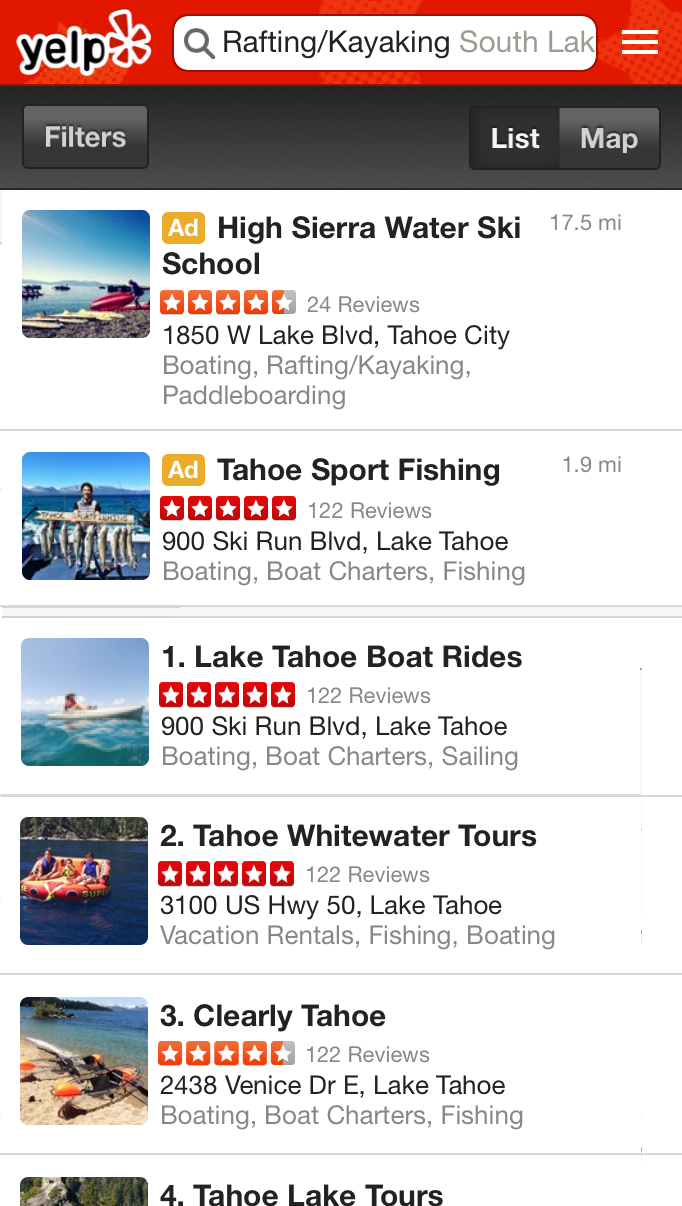 yelp
Rafting/Kayaking South Lak
Filters
List
Map
Ad High Sierra Water Ski
School
17.5 mi
24 Reviews
1850 W Lake Blvd, Tahoe City
Boating, Rafting/Kayaking,
Paddleboarding
Ad Tahoe Sport Fishing
1.9 mi
122 Reviews
900 Ski Run Blvd, Lake Tahoe
Boating, Boat Charters, Fishing
1. Lake Tahoe Boat Rides
122 Reviews
900 Ski Run Blvd, Lake Tahoe
Boating, Boat Charters, Sailing
2. Tahoe Whitewater Tours
122 Reviews
3100 US Hwy 50, Lake Tahoe
Vacation Rentals, Fishing, Boating
3. Clearly Tahoe
122 Reviews
2438 Venice Dr E, Lake Tahoe
Boating, Boat Charters, Fishing
4. Tahoe Lake Tours